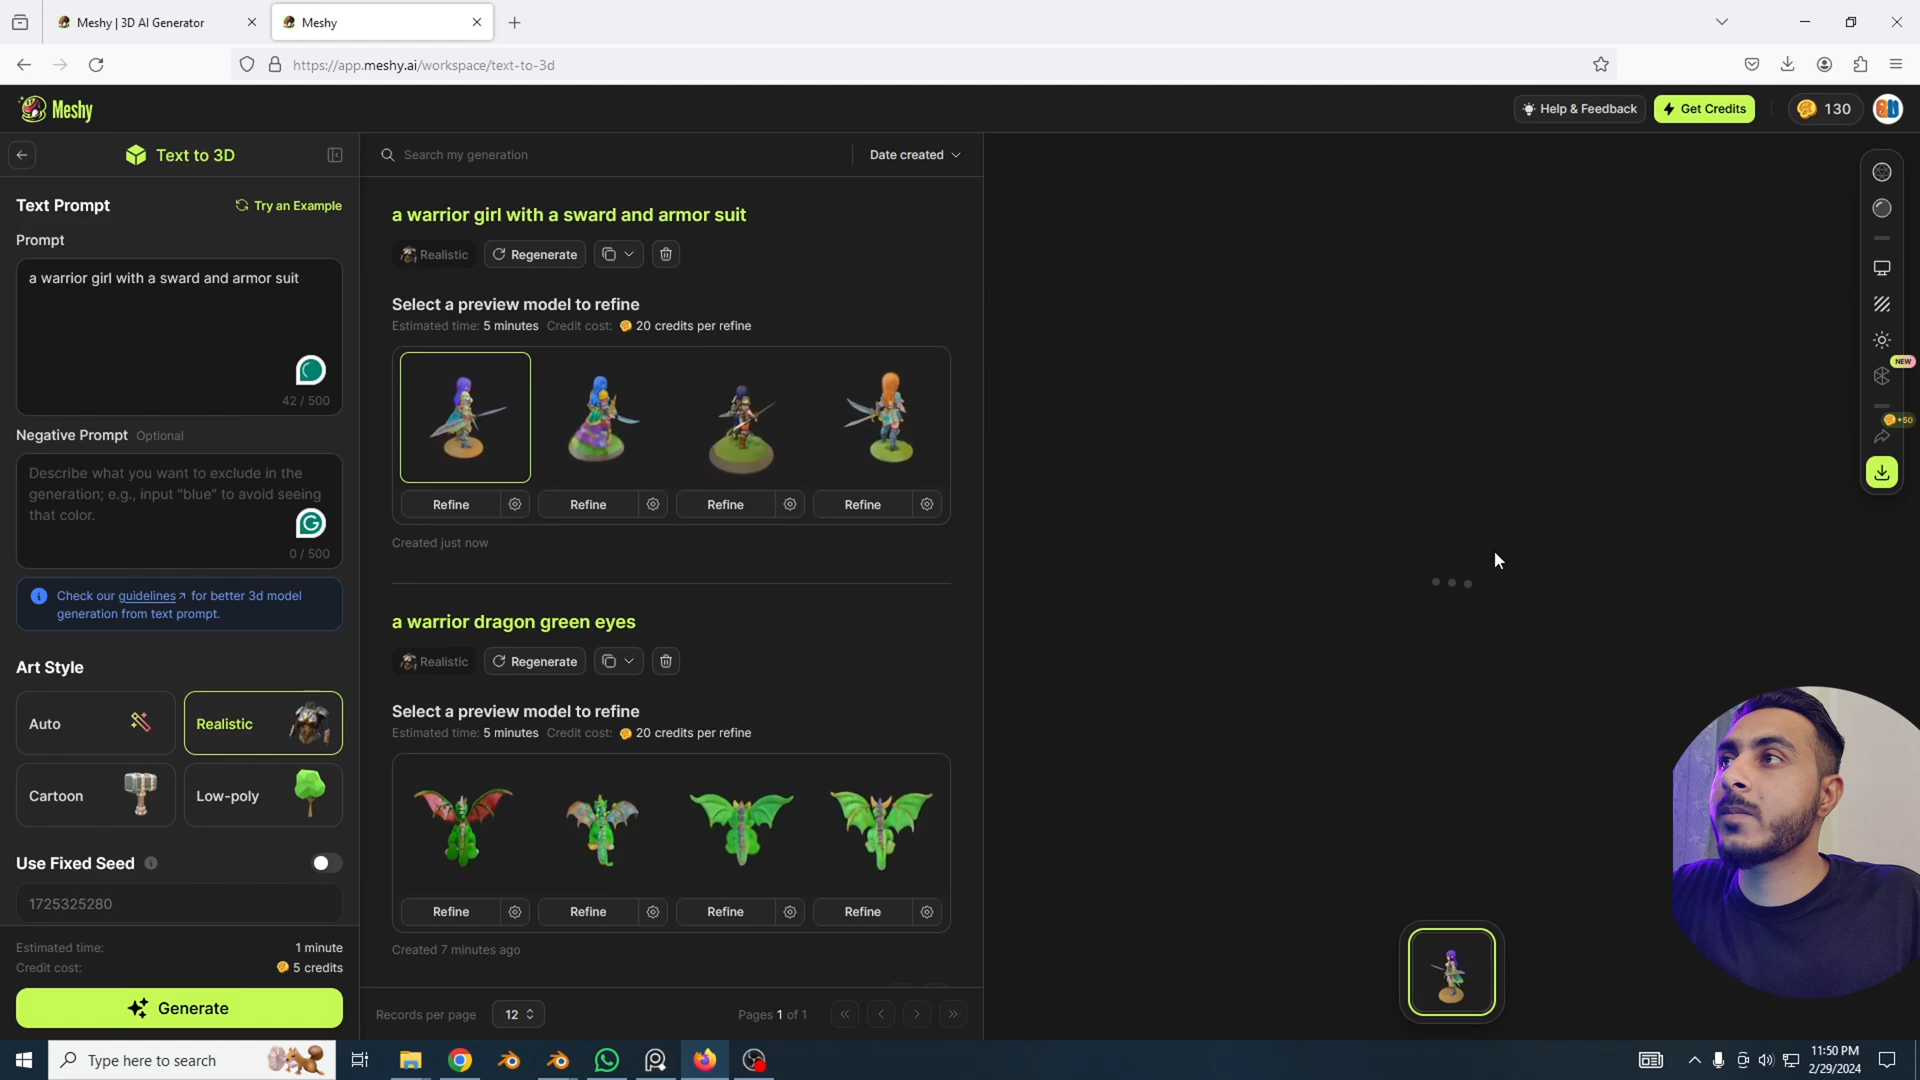 Meshy | 3D AI Generator
Meshy
https://app.meshy.ai/workspace/text-to-3d
Meshy
Help & Feedback
Get Credits
130
Text to 3D
Search my generation
Date created
Text Prompt
Try an Example
Prompt
a warrior girl with a sward and armor suit
42 / 500
Negative Prompt Optional
Describe what you want to exclude in the
generation; e.g., input "blue" to avoid seeing
that color.
0 / 500
Check our guidelines for better 3d model
generation from text prompt.
Art Style
Auto
Realistic
Cartoon
Low-poly
Use Fixed Seed
1725325280
Estimated time: 1 minute
Credit cost: 5 credits
Generate
a warrior girl with a sward and armor suit
Realistic
Regenerate
Select a preview model to refine
Estimated time: 5 minutes Credit cost: 20 credits per refine
Refine
Refine
Refine
Refine
Created just now
a warrior dragon green eyes
Realistic
Regenerate
Select a preview model to refine
Estimated time: 5 minutes Credit cost: 20 credits per refine
Refine
Refine
Refine
Refine
Created 7 minutes ago
Records per page 12
Pages 1 of 1
NEW
+50
Type here to search
11:50 PM
2/29/2024